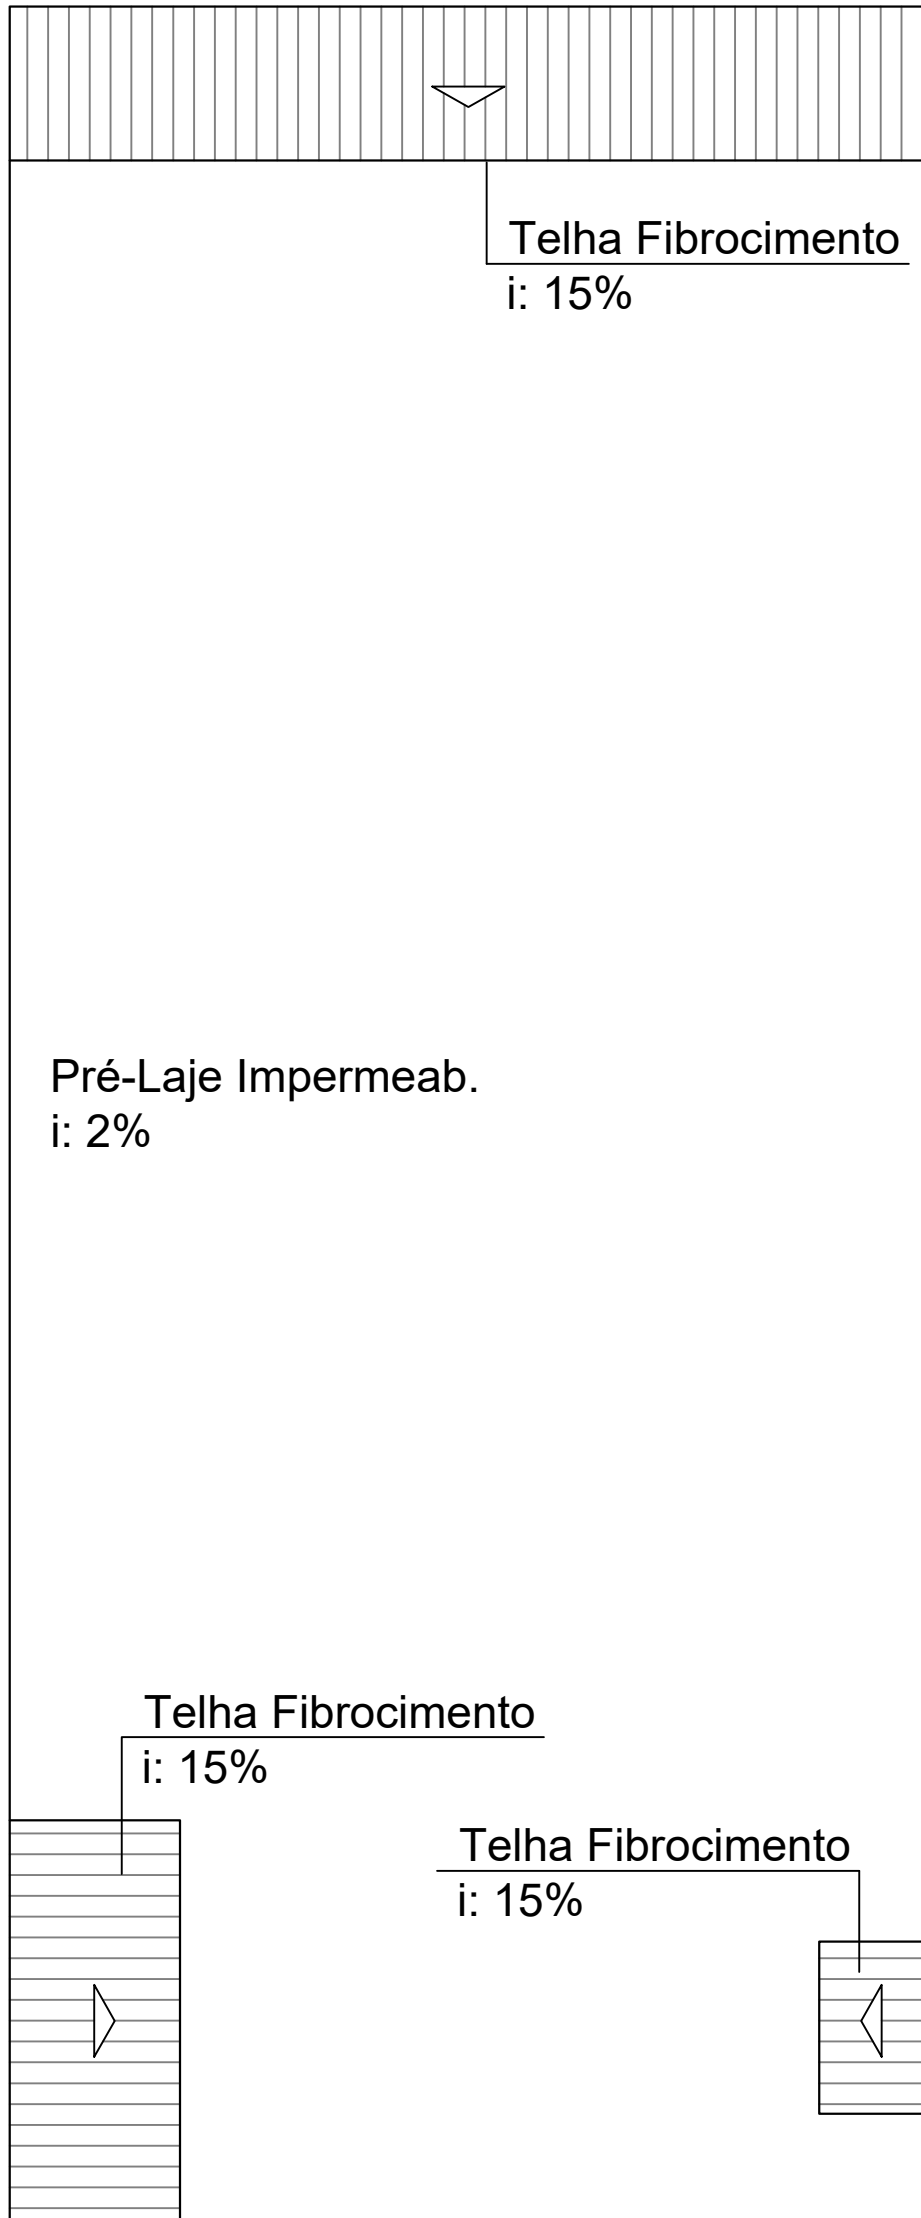 Telha Fibrocimento
i: 15%
Pré-Laje Impermeab.
i: 2%
Telha Fibrocimento
i: 15%
Telha Fibrocimento
i: 15%